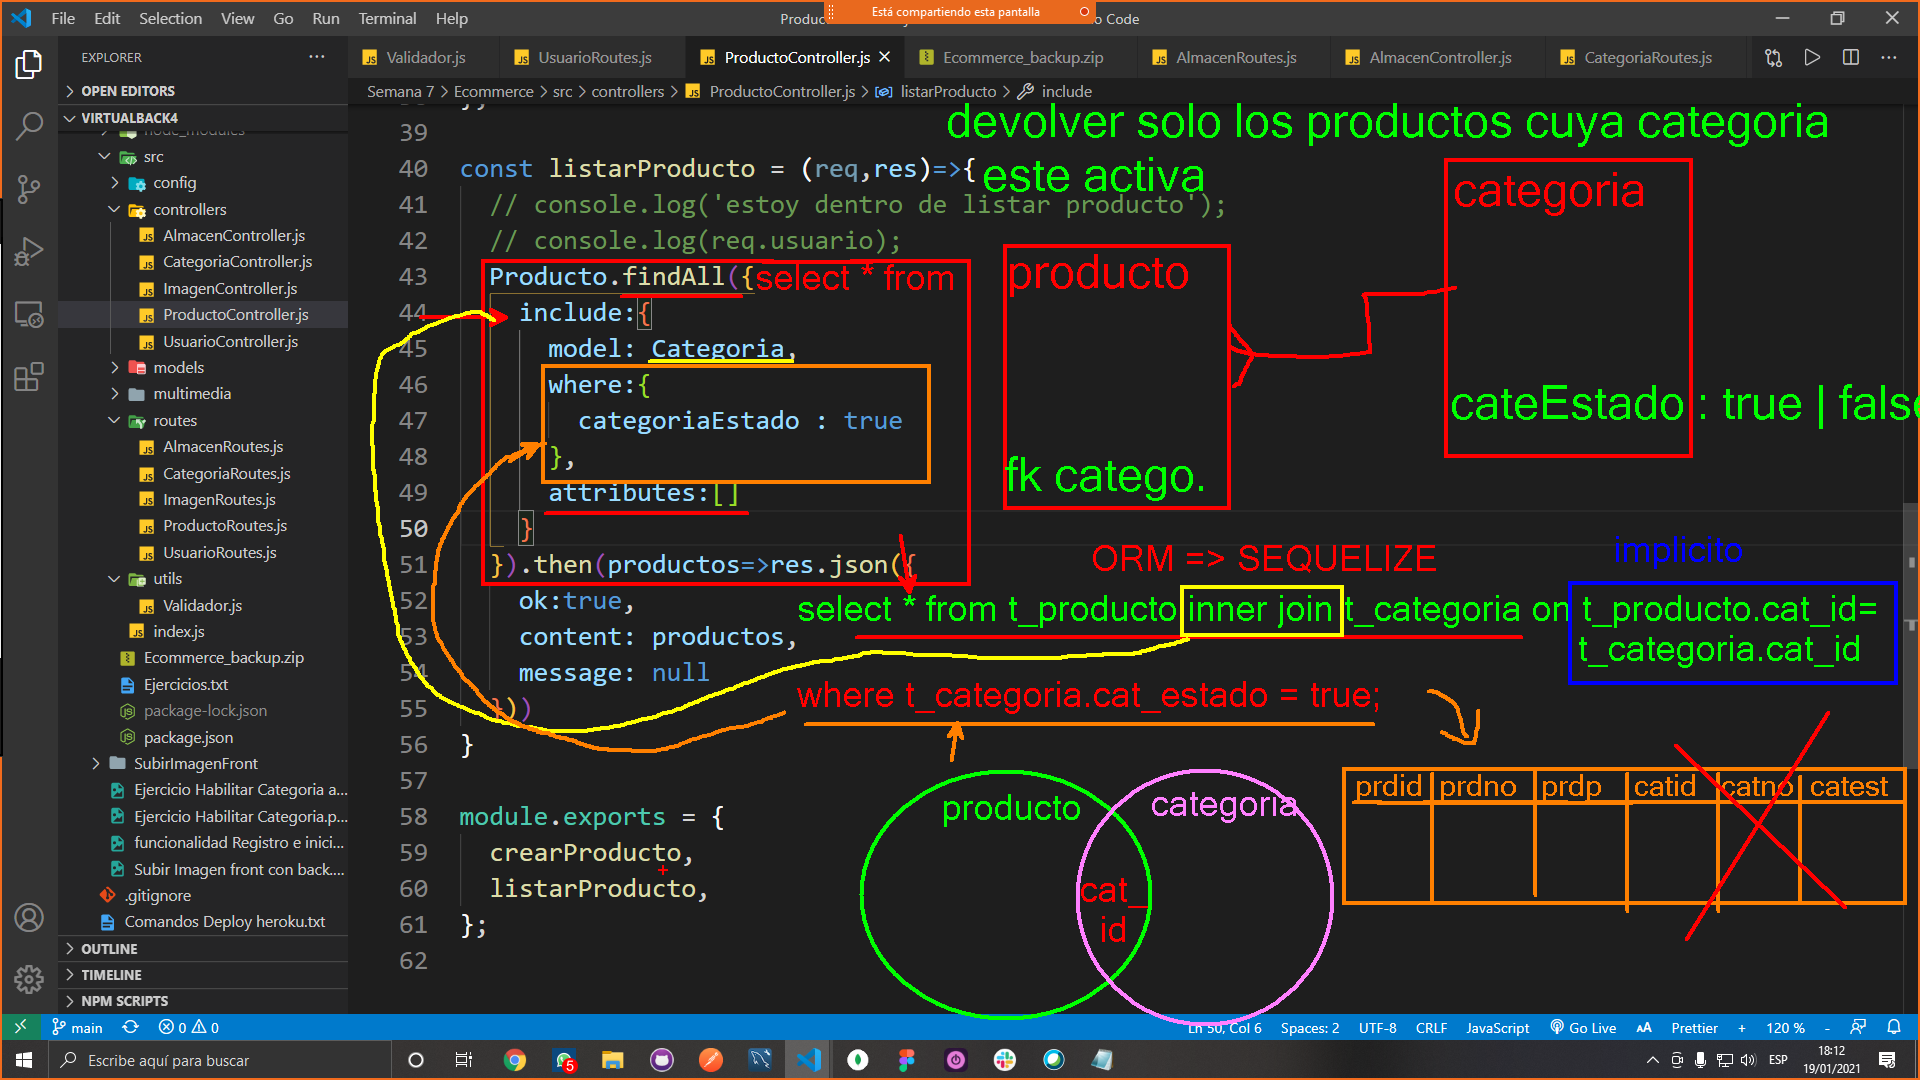 File Edit Selection View Go Run Terminal Help
Está compartiendo esta pantalla
Code
EXPLORER
Validador.js
UsuarioRoutes.js
ProductoController.js
Ecommerce_backup.zip
AlmacenRoutes.js
AlmacenController.js
CategoriaRoutes.js
OPEN EDITORS
VIRTUALBACK4
node_modules
src
config
controllers
AlmacenController.js
CategoriaController.js
ImagenController.js
ProductoController.js
UsuarioController.js
models
multimedia
routes
AlmacenRoutes.js
CategoriaRoutes.js
ImagenRoutes.js
ProductoRoutes.js
UsuarioRoutes.js
utils
Validador.js
index.js
Ecommerce_backup.zip
Ejercicios.txt
package-lock.json
package.json
SubirImagenFront
Ejercicio Habilitar Categoria a...
Ejercicio Habilitar Categoria.p...
funcionalidad Registro e inici...
Subir Imagen front con back....
.gitignore
Comandos Deploy heroku.txt
OUTLINE
TIMELINE
NPM SCRIPTS
Semana 7 > Ecommerce > src > controllers > ProductoController.js > listarProducto > include
39
40 const listarProducto = (req,res)=>{
41 // console.log('estoy dentro de listar producto');
42 // console.log(req.usuario);
43 Producto.findAll({
44 include:{
45 model: Categoria,
46 where:{
47 categoriaEstado : true
48 },
49 attributes:[]
50 }
51 }).then(productos=>res.json({
52 ok:true,
53 content: productos,
54 message: null
55 }))
56 }
57
58 module.exports = {
59 crearProducto,
60 listarProducto,
61 };
62
devolver solo los productos cuya categoria
este activa
select * from
producto
fk catego.
categoria
cateEstado : true | false
ORM => SEQUELIZE
implicito
select * from t_producto inner join t_categoria on t_producto.cat_id=
t_categoria.cat_id
where t_categoria.cat_estado = true;
producto
categoria
cat_
id
prdid prdno prdp catid catno catest
main
0 0
Ln 50, Col 6
Spaces: 2
UTF-8
CRLF
JavaScript
Go Live
Prettier
+ 120 % -
Escribe aquí para buscar
5
ESP
18:12
19/01/2021